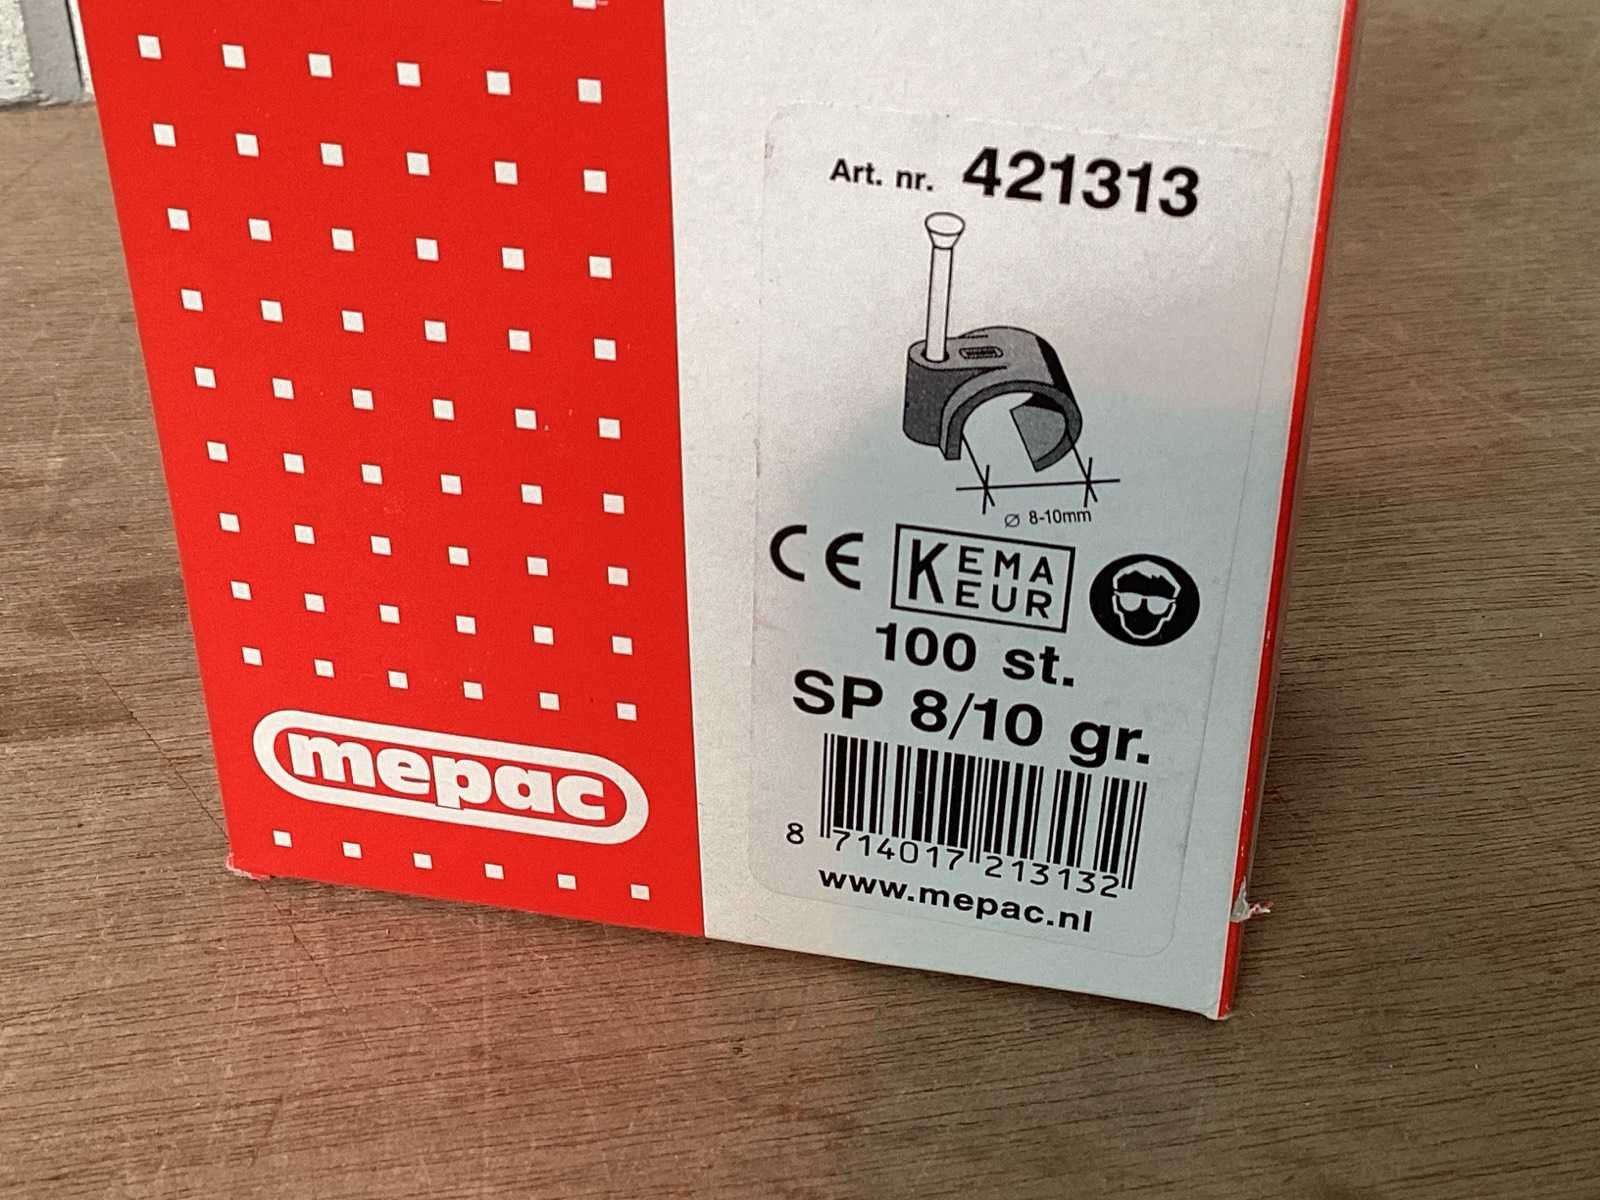 Art. nr. 421313
Ø 8-10mm
CE
KEMA
KEUR
100 st.
SP 8/10 gr.
8 714017 213132
www.mepac.nl
mepac